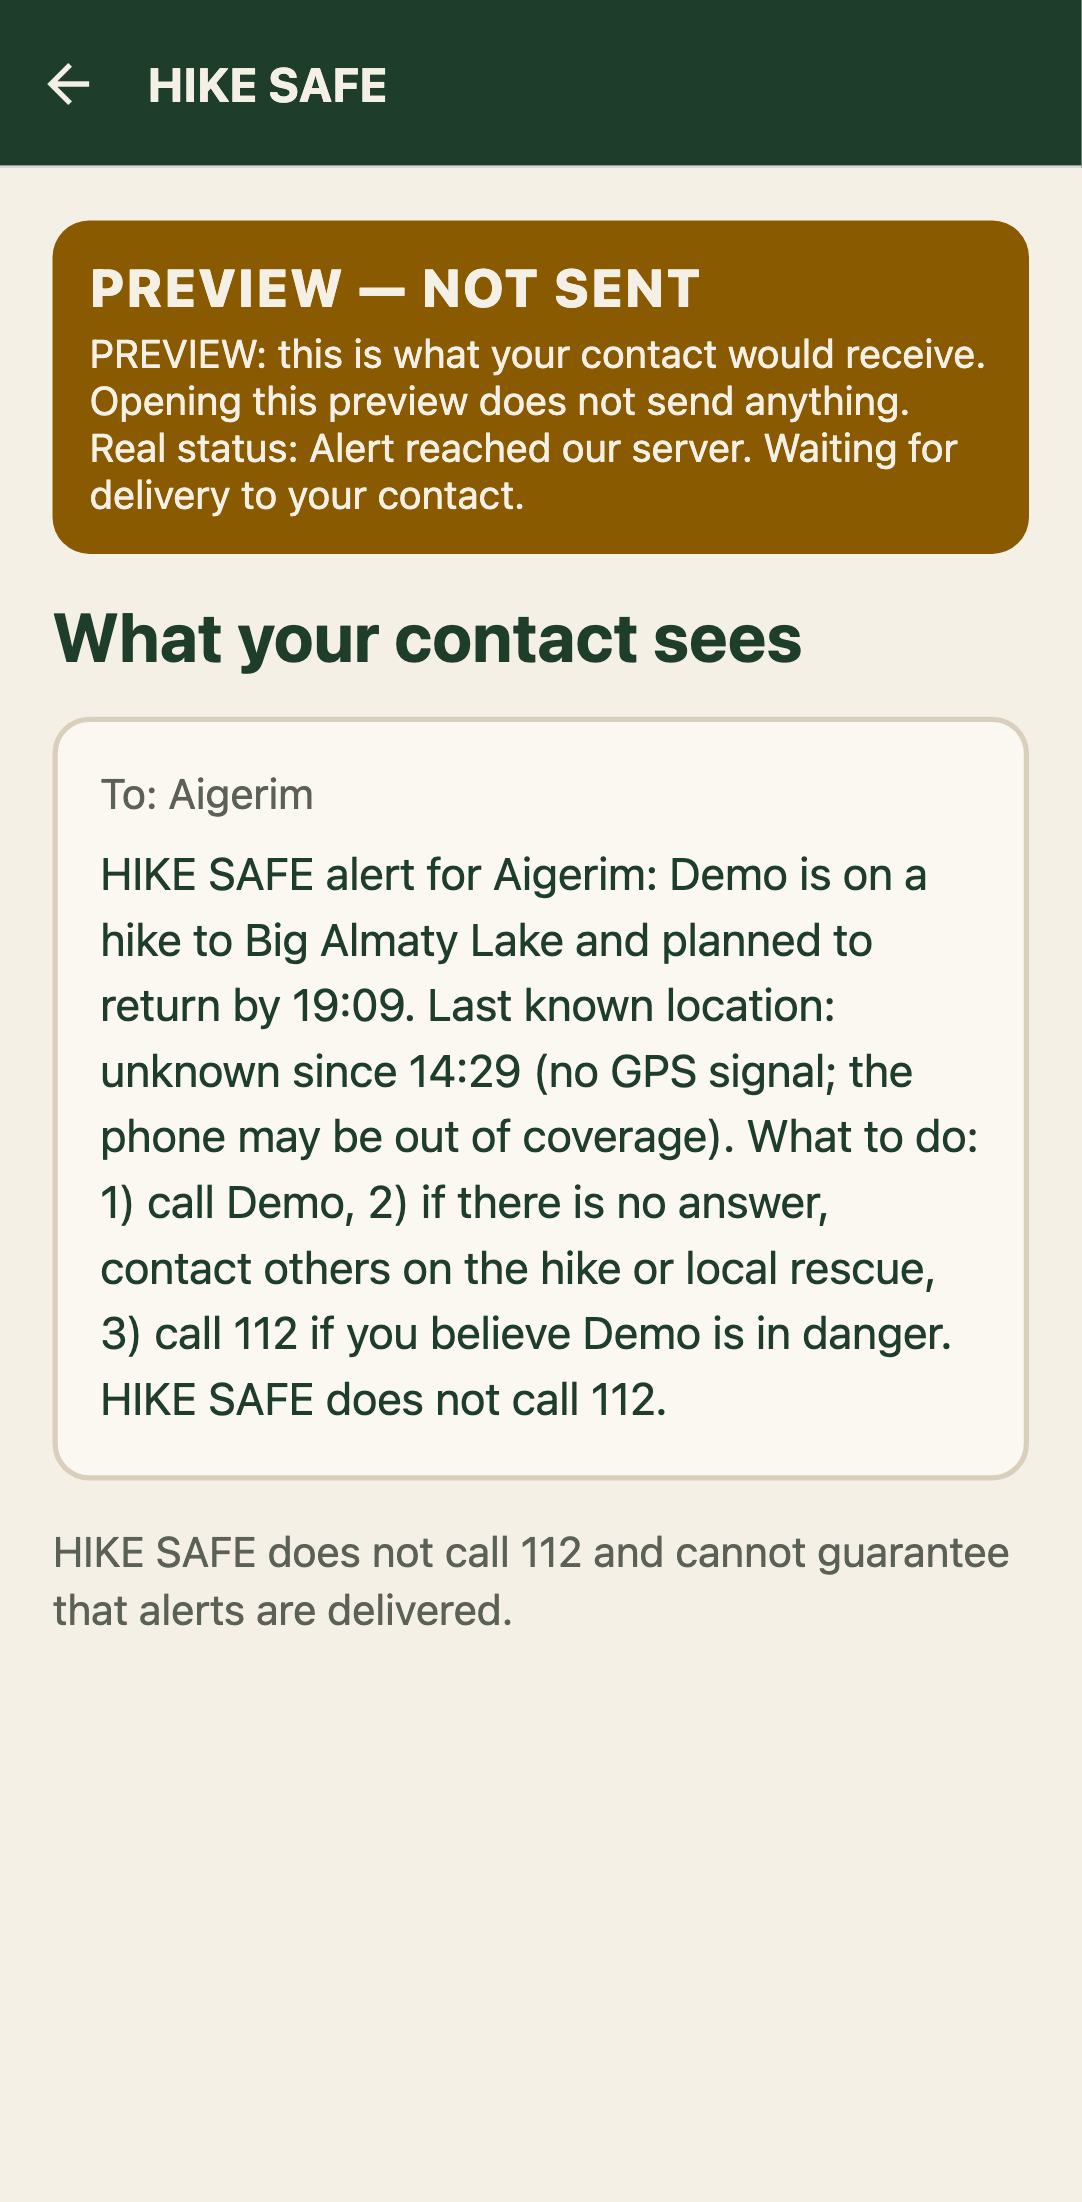 HIKE SAFE
PREVIEW — NOT SENT
PREVIEW: this is what your contact would receive.
Opening this preview does not send anything.
Real status: Alert reached our server. Waiting for
delivery to your contact.
What your contact sees
To: Aigerim
HIKE SAFE alert for Aigerim: Demo is on a
hike to Big Almaty Lake and planned to
return by 19:09. Last known location:
unknown since 14:29 (no GPS signal; the
phone may be out of coverage). What to do:
1) call Demo, 2) if there is no answer,
contact others on the hike or local rescue,
3) call 112 if you believe Demo is in danger.
HIKE SAFE does not call 112.
HIKE SAFE does not call 112 and cannot guarantee
that alerts are delivered.